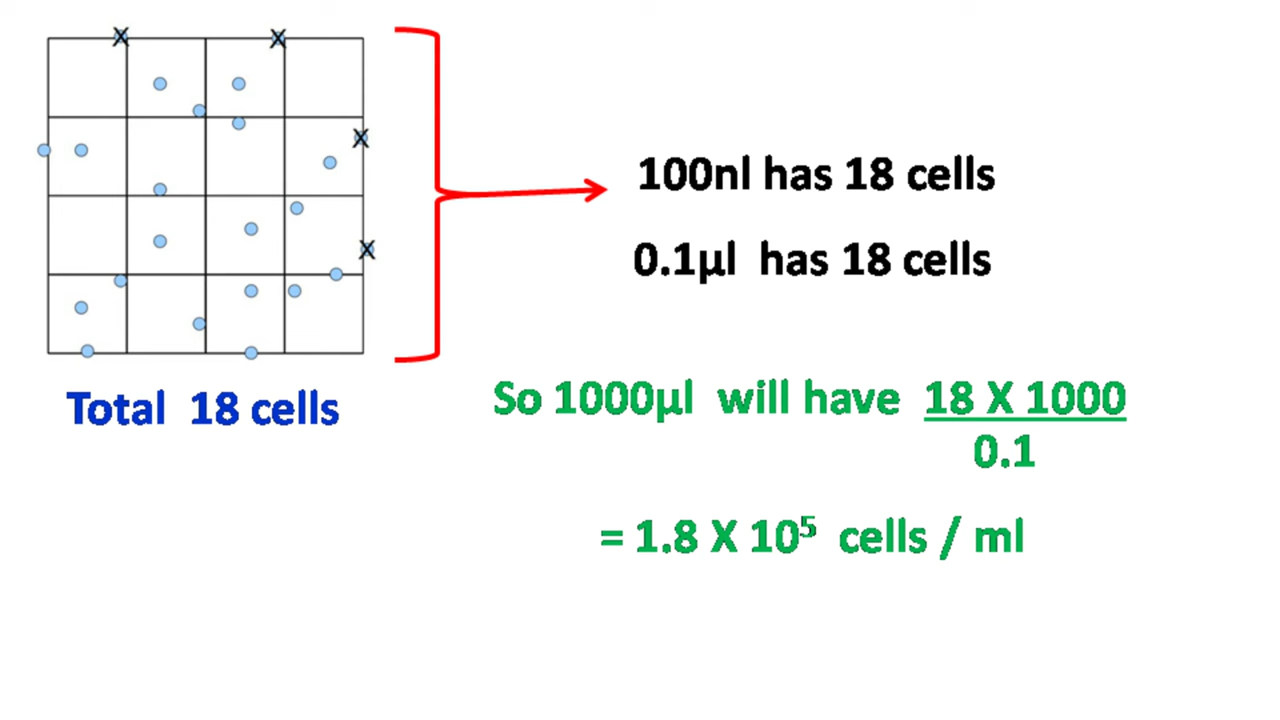 X X
X
X
100nl has 18 cells
0.1µl has 18 cells
Total 18 cells
So 1000µl will have 18 X 1000
0.1
= 1.8 X 10⁵ cells / ml